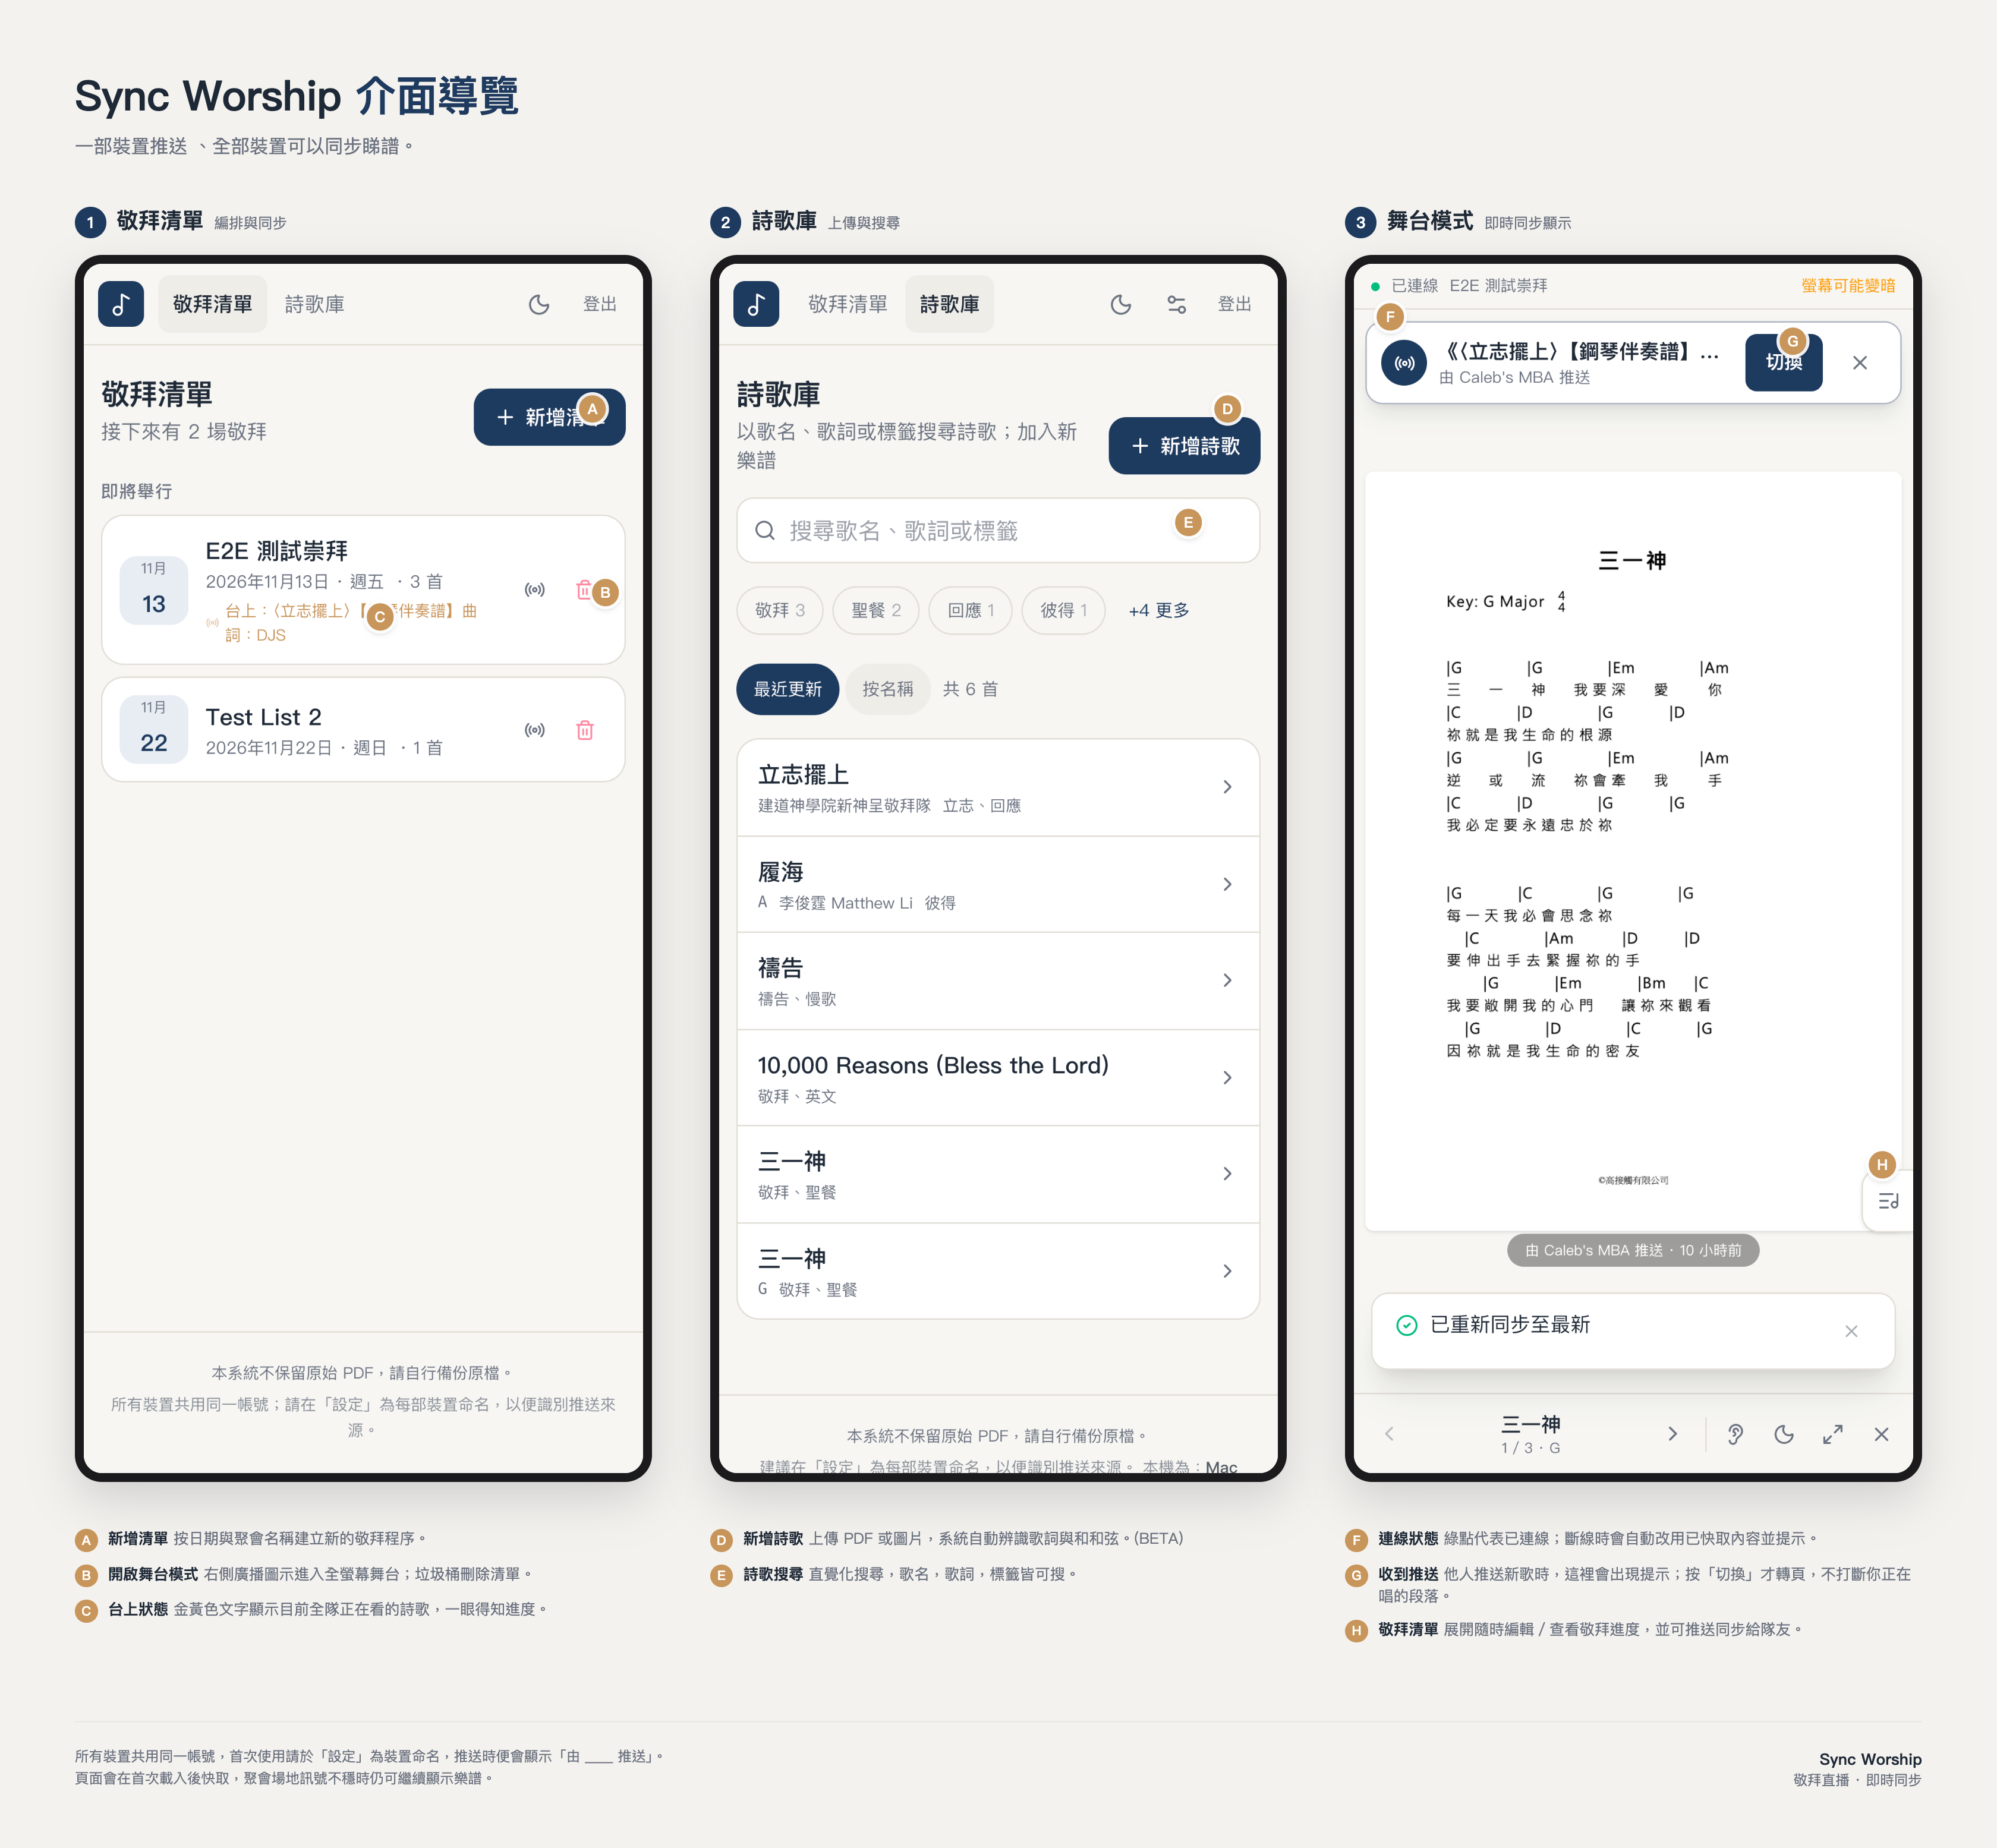 Sync Worship 介面導覽
一部裝置推送 、全部裝置可以同步睇譜。
1 敬拜清單 編排與同步
敬拜清單 詩歌庫 登出
敬拜清單
接下來有 2 場敬拜
+ 新增清
A
即將舉行
11月
13
E2E 測試崇拜
2026年11月13日 · 週五 · 3 首
台上:〈立志擺上〉【 琴伴奏譜】曲
詞:DJS
B
C
11月
22
Test List 2
2026年11月22日 · 週日 · 1 首
本系統不保留原始 PDF,請自行備份原檔。
所有裝置共用同一帳號;請在「設定」為每部裝置命名,以便識別推送來
源。
A 新增清單 按日期與聚會名稱建立新的敬拜程序。
B 開啟舞台模式 右側廣播圖示進入全螢幕舞台;垃圾桶刪除清單。
C 台上狀態 金黃色文字顯示目前全隊正在看的詩歌,一眼得知進度。
2 詩歌庫 上傳與搜尋
敬拜清單 詩歌庫 登出
詩歌庫
以歌名、歌詞或標籤搜尋詩歌;加入新
樂譜
D
+ 新增詩歌
搜尋歌名、歌詞或標籤
E
敬拜 3 聖餐 2 回應 1 彼得 1 +4 更多
最近更新 按名稱 共 6 首
立志擺上
建道神學院新神呈敬拜隊 立志、回應
履海
A 李俊霆 Matthew Li 彼得
禱告
禱告、慢歌
10,000 Reasons (Bless the Lord)
敬拜、英文
三一神
敬拜、聖餐
三一神
G 敬拜、聖餐
本系統不保留原始 PDF,請自行備份原檔。
建議在「設定」為每部裝置命名,以便識別推送來源。 本機為:Mac
D 新增詩歌 上傳 PDF 或圖片,系統自動辨識歌詞與和和弦。(BETA)
E 詩歌搜尋 直覺化搜尋,歌名,歌詞,標籤皆可搜。
3 舞台模式 即時同步顯示
已連線 E2E 測試崇拜 螢幕可能變暗
F
《〈立志擺上〉【鋼琴伴奏譜】...
由 Caleb's MBA 推送
G
切換
三一神
Key: G Major 4
4
|G |G |Em |Am
三 一 神 我要深 愛 你
|C |D |G |D
祢就是我生命的根源
|G |G |Em |Am
逆 或 流 祢會牽 我 手
|C |D |G |G
我必定要永遠忠於祢
|G |C |G |G
每一天我必會思念祢
|C |Am |D |D
要伸出手去緊握祢的手
|G |Em |Bm |C
我要敞開我的心門 讓祢來觀看
|G |D |C |G
因祢就是我生命的密友
©高接觸有限公司
H
由 Caleb's MBA 推送 · 10 小時前
已重新同步至最新
三一神
1 / 3 · G
F 連線狀態 綠點代表已連線;斷線時會自動改用已快取內容並提示。
G 收到推送 他人推送新歌時,這裡會出現提示;按「切換」才轉頁,不打斷你正在
唱的段落。
H 敬拜清單 展開隨時編輯 / 查看敬拜進度,並可推送同步給隊友。
所有裝置共用同一帳號,首次使用請於「設定」為裝置命名,推送時便會顯示「由 ____ 推送」。
頁面會在首次載入後快取,聚會場地訊號不穩時仍可繼續顯示樂譜。
Sync Worship
敬拜直播 · 即時同步